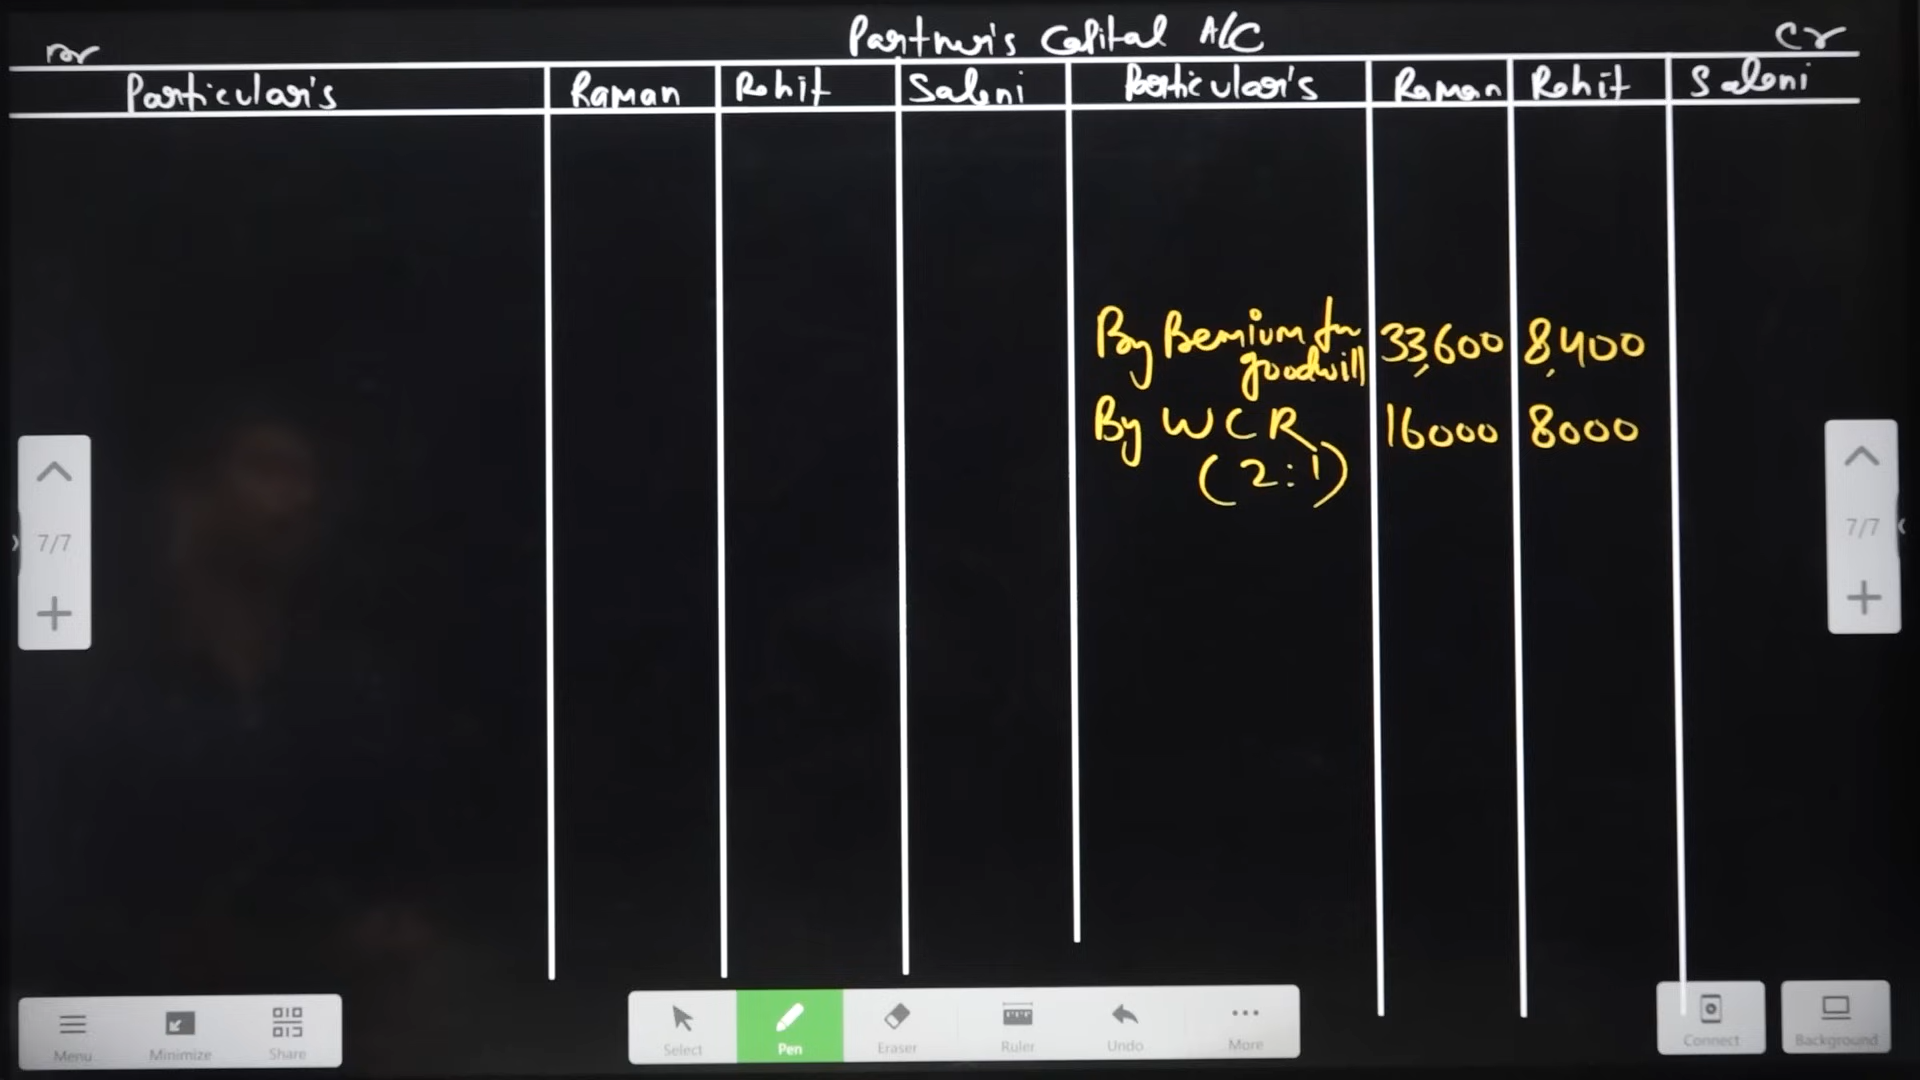 Partner's Capital A/C
Dr Cr
Particular's Raman Rohit Saloni Particular's Raman Rohit Saloni
By Premium for goodwill 33,600 8,400
By WCR 16000 8000
(2:1)
7/7 7/7
Menu Minimize Share Select Pen Eraser Ruler Undo More Connect Background